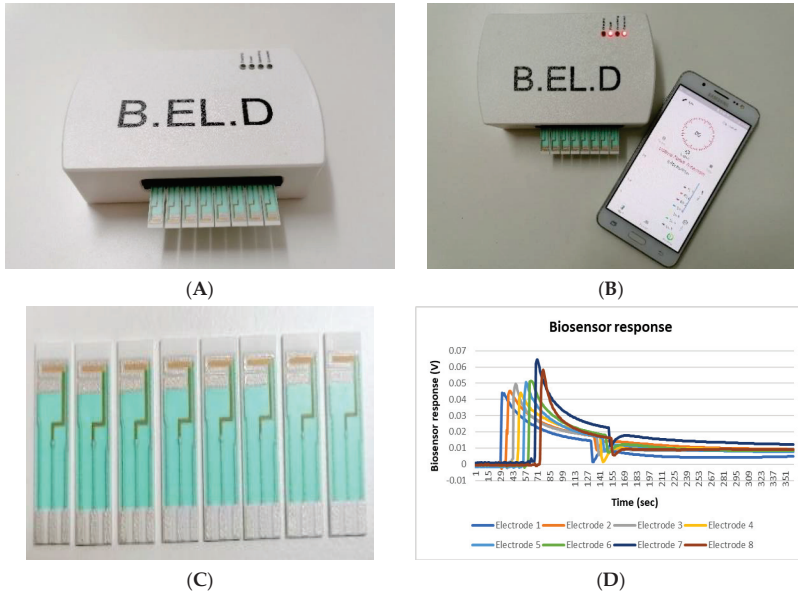 B.EL.D
(A)
B.EL.D
(B)
(C)
Biosensor response
Biosensor response (V)
0.07
0.06
0.05
0.04
0.03
0.02
0.01
0
-0.01
1 15 29 43 57 71 85 99 113 127 141 155 169 183 197 211 225 239 253 267 281 295 309 323 337 351
Time (sec)
Electrode 1 Electrode 2 Electrode 3 Electrode 4
Electrode 5 Electrode 6 Electrode 7 Electrode 8
(D)